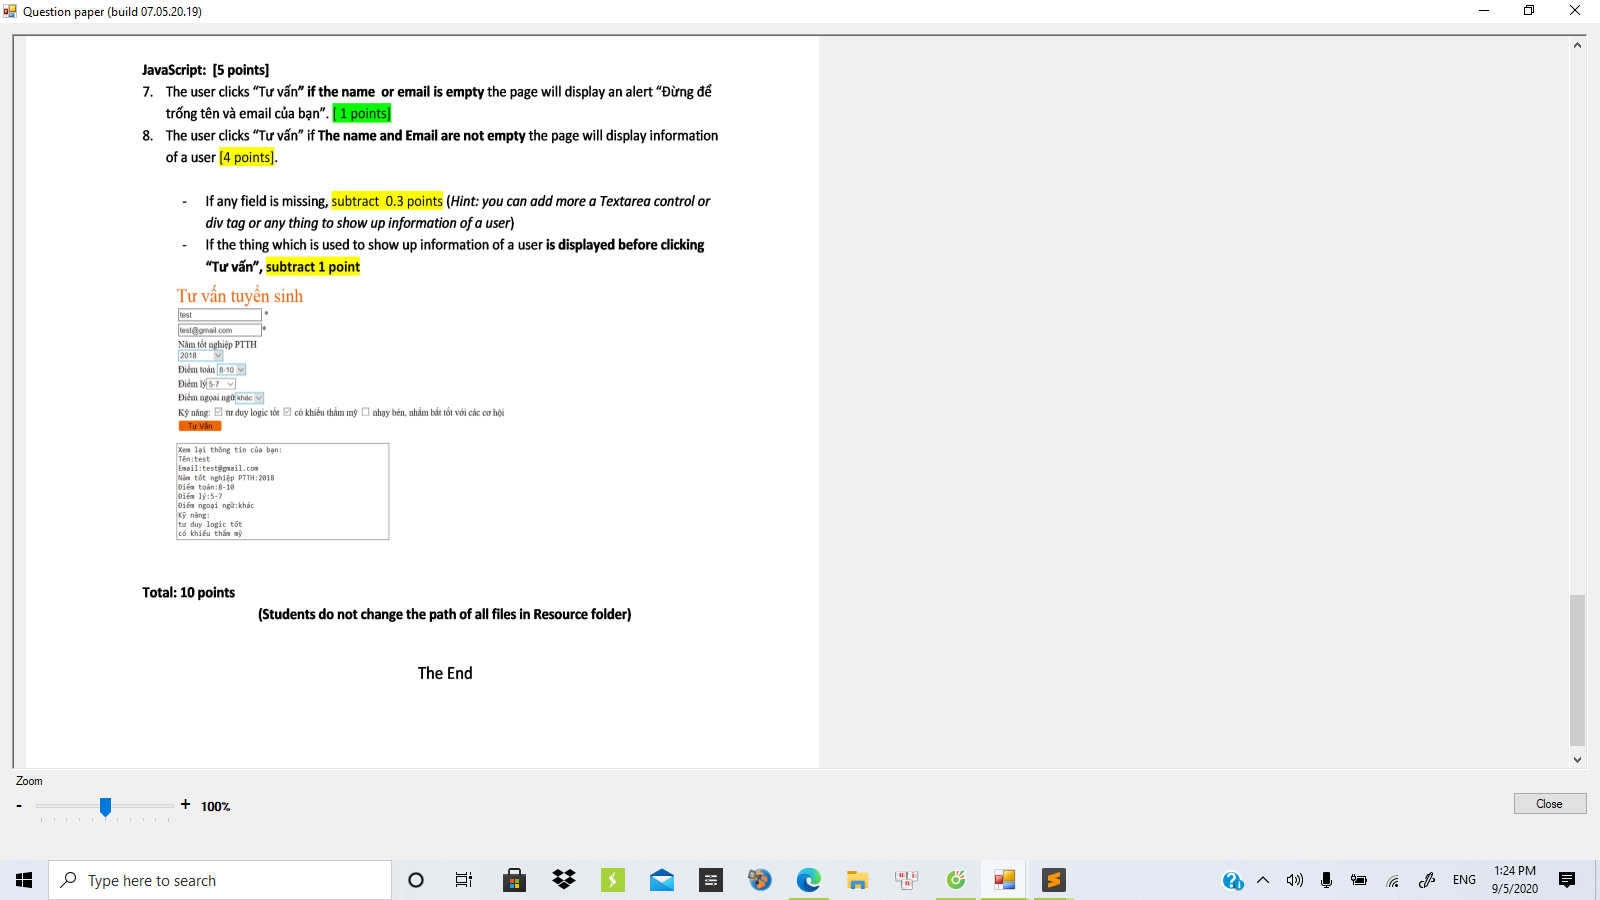 Question paper (build 07.05.20.19)
JavaScript: [5 points]
7. The user clicks “Tư vấn” if the name or email is empty the page will display an alert “Đừng để
trống tên và email của bạn”. [ 1 points]
8. The user clicks “Tư vấn” if The name and Email are not empty the page will display information
of a user [4 points].
- If any field is missing, subtract 0.3 points (Hint: you can add more a Textarea control or
div tag or any thing to show up information of a user)
- If the thing which is used to show up information of a user is displayed before clicking
“Tư vấn”, subtract 1 point
Tư vấn tuyển sinh
test *
test@gmail.com *
Năm tốt nghiệp PTTH
2018
Điểm toán 8-10
Điểm lý 5-7
Điểm ngoại ngữ khác
Kỹ năng: tư duy logic tốt có khiếu thẩm mỹ nhạy bén, nhắm bắt tốt với các cơ hội
Tư Vấn
Xem lại thông tin của bạn:
Tên:test
Email:test@gmail.com
Năm tốt nghiệp PTTH:2018
Điểm toán:8-10
Điểm lý:5-7
Điểm ngoại ngữ:khác
Kỹ năng:
tư duy logic tốt
có khiếu thẩm mỹ
Total: 10 points
(Students do not change the path of all files in Resource folder)
The End
Zoom
- + 100%
Close
Type here to search
ENG
1:24 PM
9/5/2020